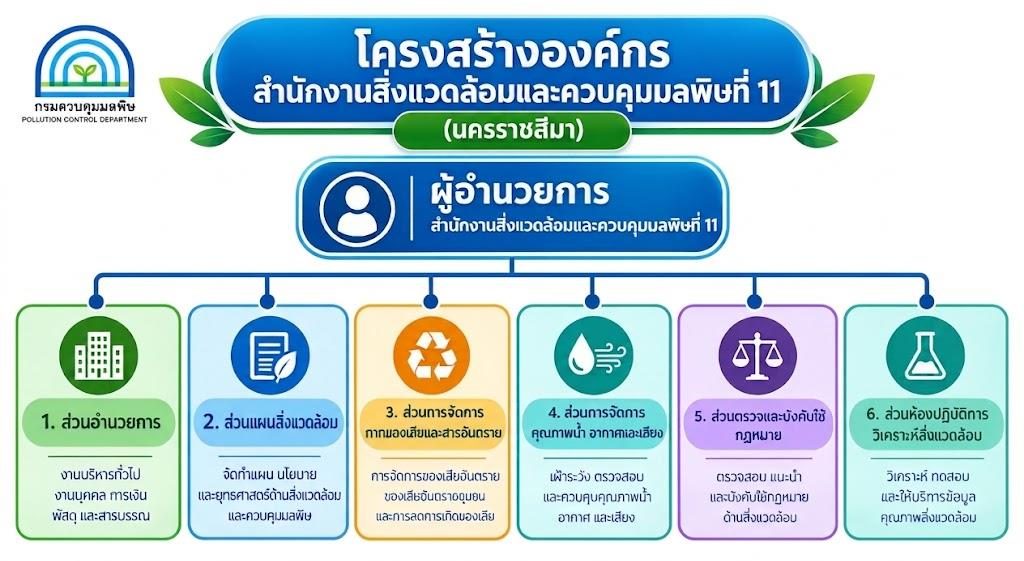 กรมควบคุมมลพิษ
POLLUTION CONTROL DEPARTMENT
โครงสร้างองค์กร
สำนักงานสิ่งแวดล้อมและควบคุมมลพิษที่ 11
(นครราชสีมา)
ผู้อำนวยการ
สำนักงานสิ่งแวดล้อมและควบคุมมลพิษที่ 11
1. ส่วนอำนวยการ
งานบริหารทั่วไป
งานบุคคล การเงิน
พัสดุ และสารบรรณ
2. ส่วนแผนสิ่งแวดล้อม
จัดทำแผน นโยบาย
และยุทธศาสตร์ด้านสิ่งแวดล้อม
และควบคุมมลพิษ
3. ส่วนการจัดการ
กากของเสียและสารอันตราย
การจัดการของเสียอันตราย
ของเสียอันตรายชุมชน
และการลดการเกิดของเสีย
4. ส่วนการจัดการ
คุณภาพน้ำ อากาศและเสียง
เฝ้าระวัง ตรวจสอบ
และควบคุมคุณภาพน้ำ
อากาศ และเสียง
5. ส่วนตรวจและบังคับใช้
กฎหมาย
ตรวจสอบ แนะนำ
และบังคับใช้กฎหมาย
ด้านสิ่งแวดล้อม
6. ส่วนห้องปฏิบัติการ
วิเคราะห์สิ่งแวดล้อม
วิเคราะห์ ทดสอบ
และให้บริการข้อมูล
คุณภาพสิ่งแวดล้อม